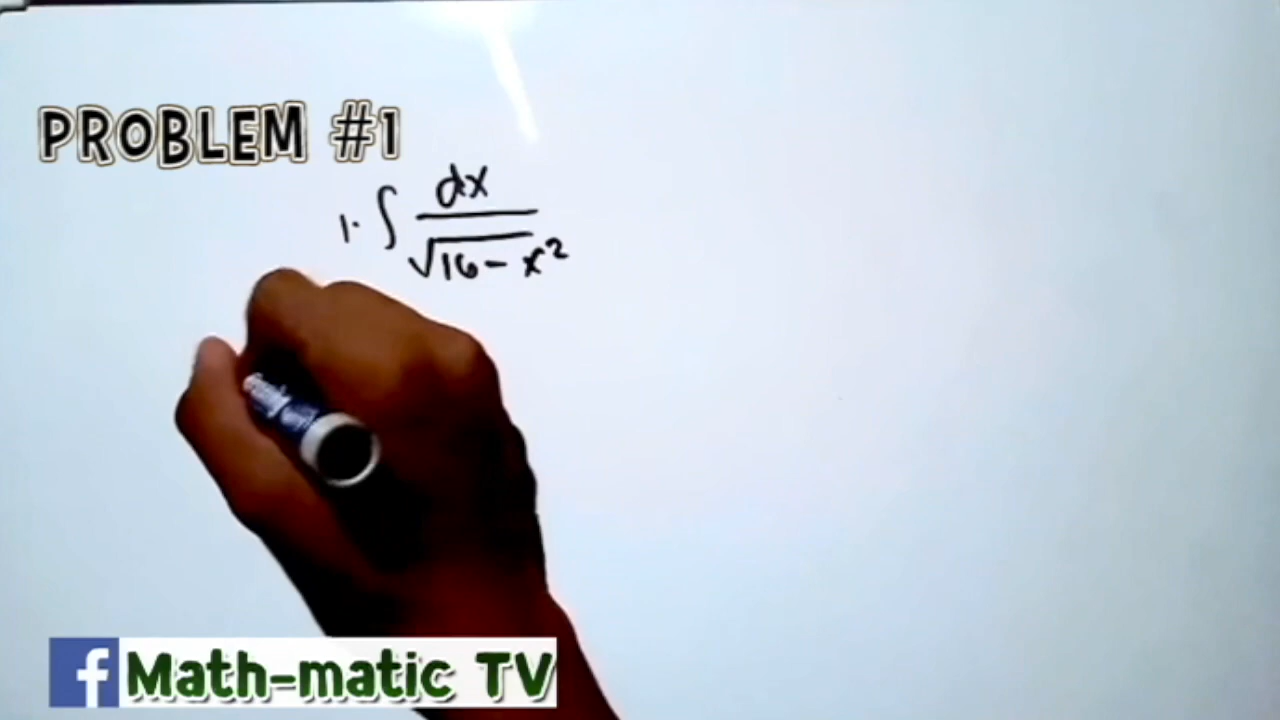 PROBLEM #1
1. ∫ dx
√16 - x²
f Math-matic TV